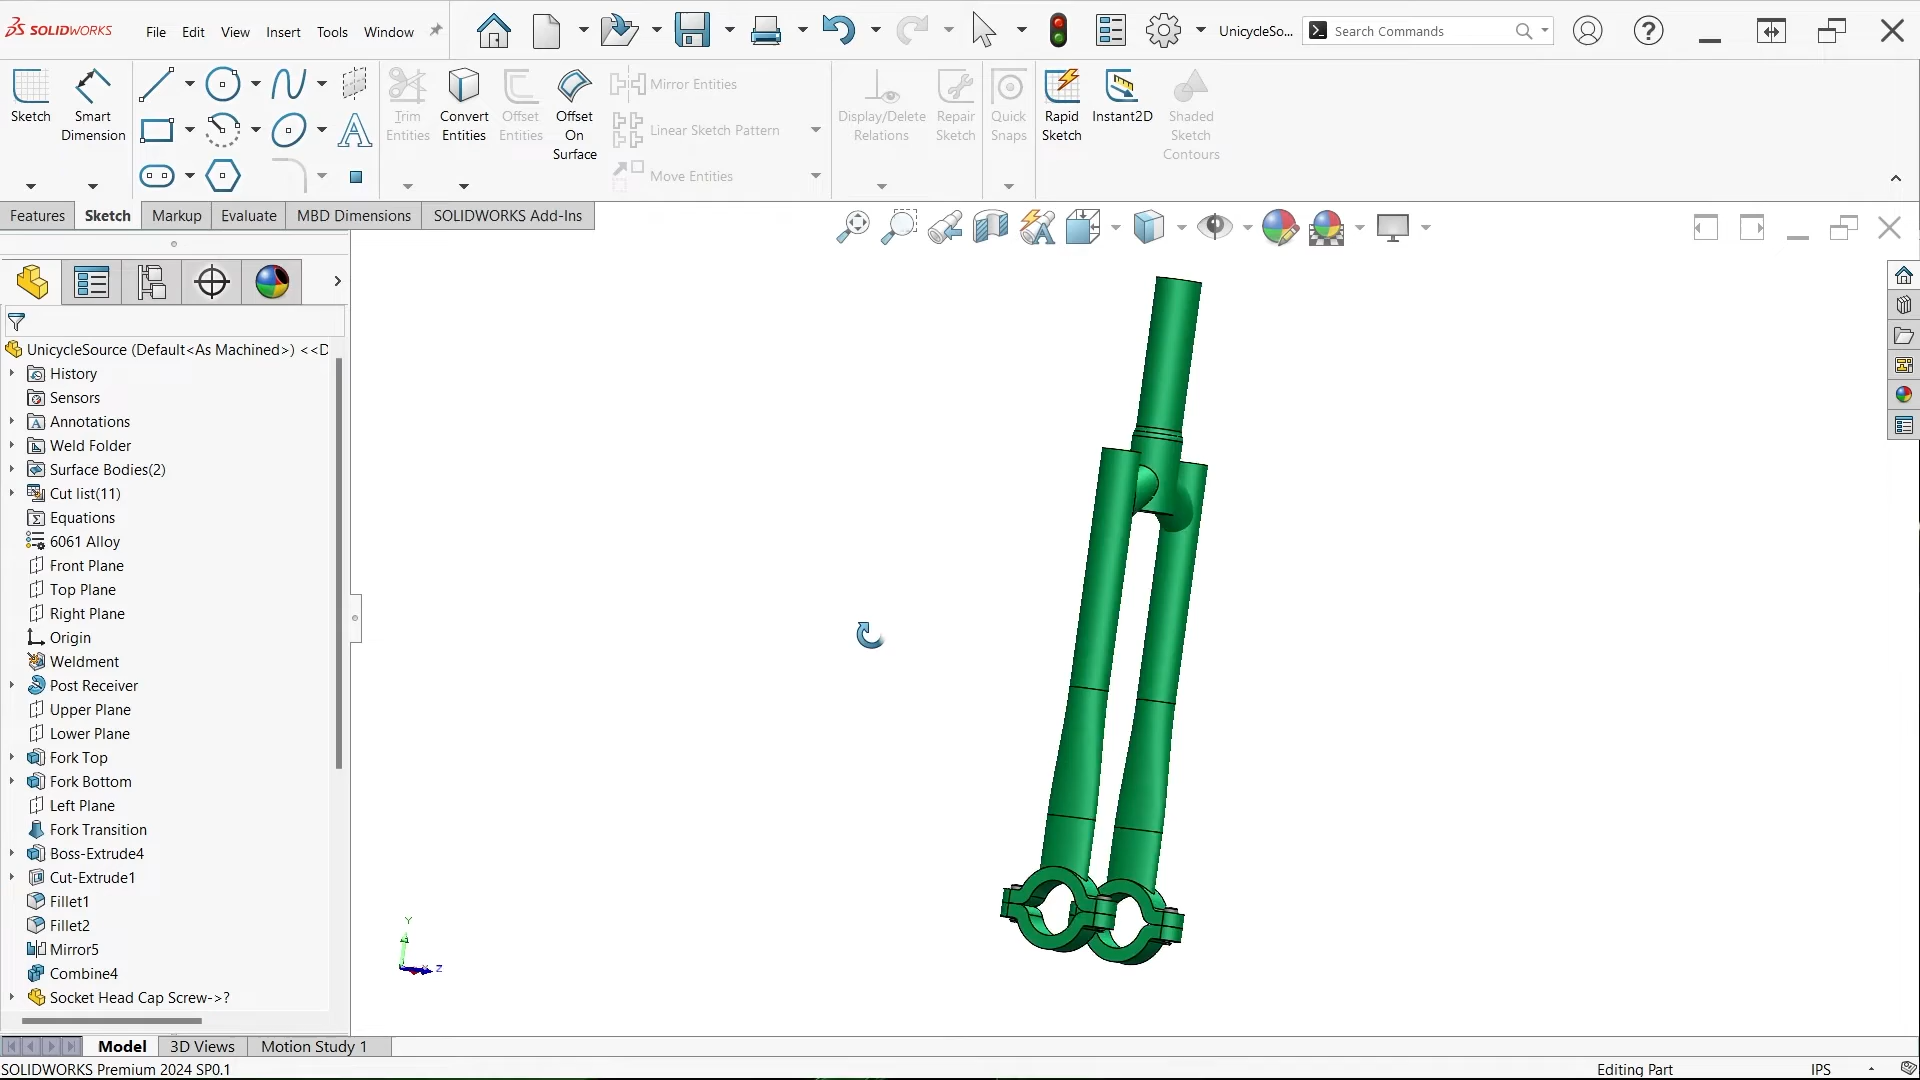 SOLIDWORKS
File Edit View Insert Tools Window
UnicycleSo...
Search Commands
Sketch
Smart Dimension
Trim Entities
Convert Entities
Offset Entities
Offset On Surface
Mirror Entities
Linear Sketch Pattern
Move Entities
Display/Delete Relations
Repair Sketch
Quick Snaps
Rapid Sketch
Instant2D
Shaded Sketch Contours
Features Sketch Markup Evaluate MBD Dimensions SOLIDWORKS Add-Ins
UnicycleSource (Default<As Machined>) <<D
History
Sensors
Annotations
Weld Folder
Surface Bodies(2)
Cut list(11)
Equations
6061 Alloy
Front Plane
Top Plane
Right Plane
Origin
Weldment
Post Receiver
Upper Plane
Lower Plane
Fork Top
Fork Bottom
Left Plane
Fork Transition
Boss-Extrude4
Cut-Extrude1
Fillet1
Fillet2
Mirror5
Combine4
Socket Head Cap Screw->?
Y
Z
Model 3D Views Motion Study 1
SOLIDWORKS Premium 2024 SP0.1
Editing Part
IPS